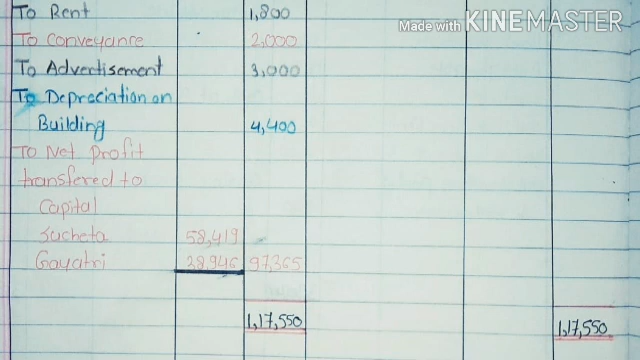 To Rent 1,800
Made with KINEMASTER
To Conveyance 2,000
To Advertisement 3,000
To Depreciation on
Building 4,400
To Net Profit
transfered to
Capital
Sucheta 58,419
Gayatri 28,946 97,365
1,17,550 1,17,550